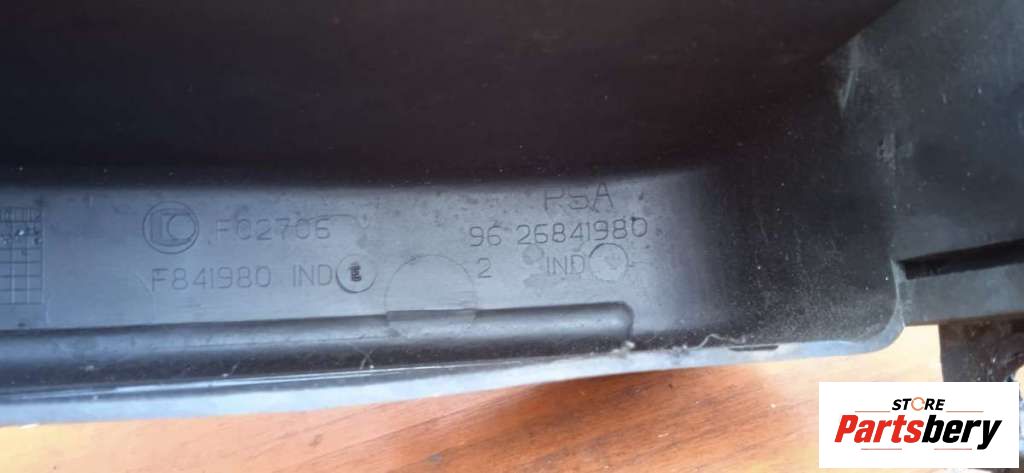 PSA
FC2706
96 26841980
F841980 IND
2 IND
STORE
Partsbery